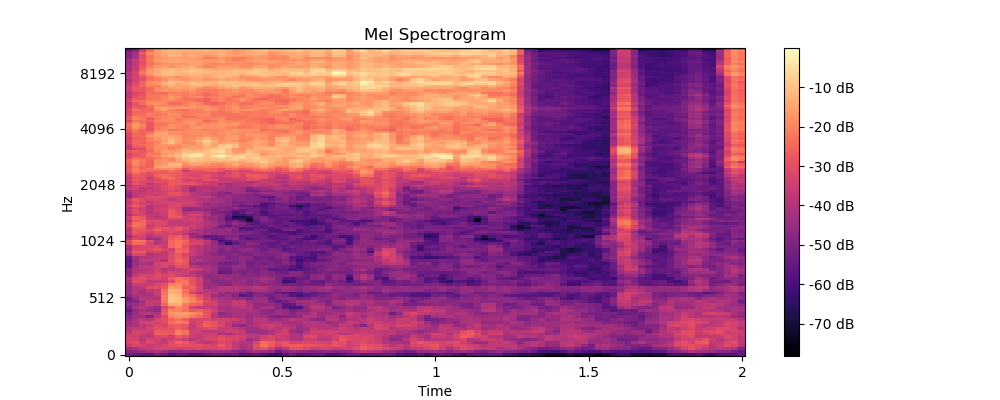 Mel Spectrogram
8192
4096
2048
1024
512
0
Hz
0
0.5
1
1.5
2
Time
-10 dB
-20 dB
-30 dB
-40 dB
-50 dB
-60 dB
-70 dB